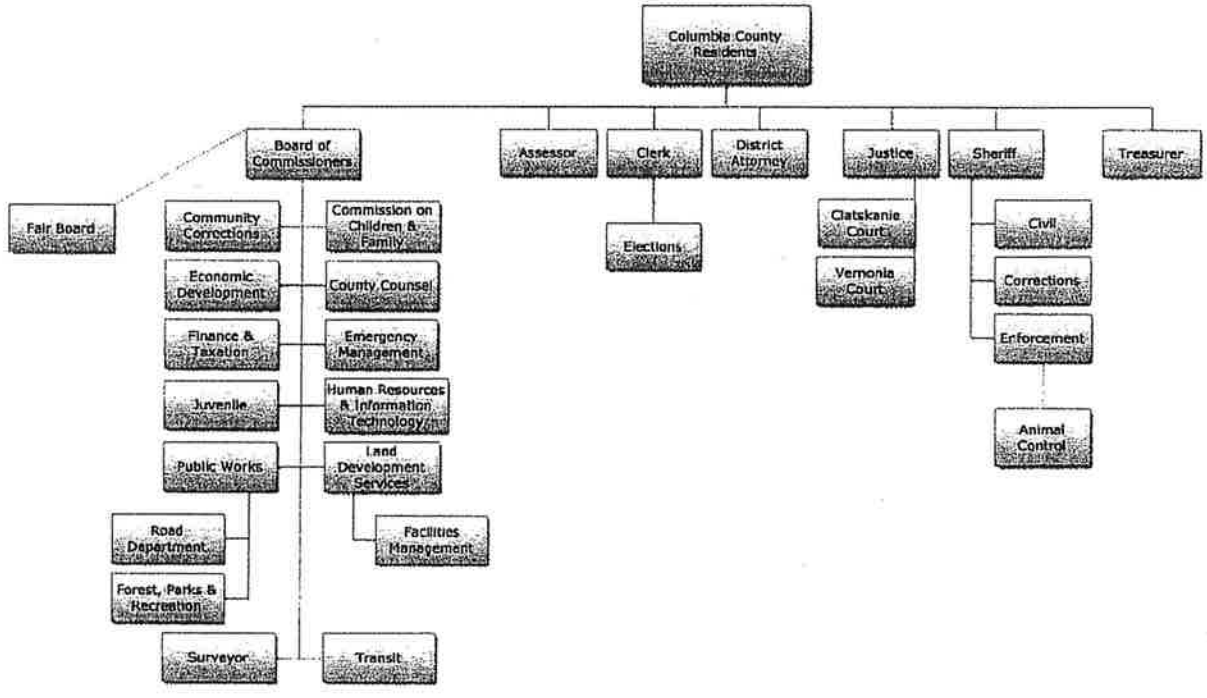 Columbia County
Residents
Board of
Commissioners
Assessor
Clerk
District
Attorney
Justice
Sheriff
Treasurer
Fair Board
Community
Corrections
Commission on
Children &
Family
Elections
Clatskanie
Court
Civil
Economic
Development
County Counsel
Vernonia
Court
Corrections
Finance &
Taxation
Emergency
Management
Enforcement
Juvenile
Human Resources
& Information
Technology
Animal
Control
Public Works
Land
Development
Services
Road
Department
Facilities
Management
Forest, Parks &
Recreation
Surveyor
Transit